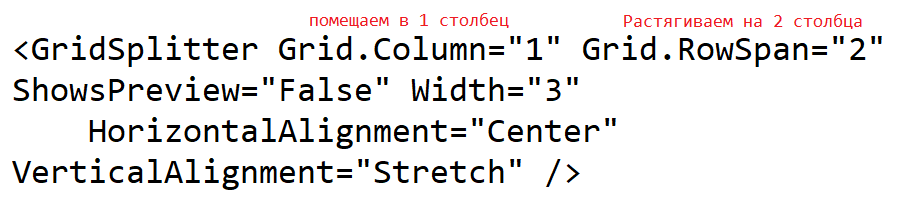 помещаем в 1 столбец Растягиваем на 2 столбца
<GridSplitter Grid.Column="1" Grid.RowSpan="2"
ShowsPreview="False" Width="3"
HorizontalAlignment="Center"
VerticalAlignment="Stretch" />